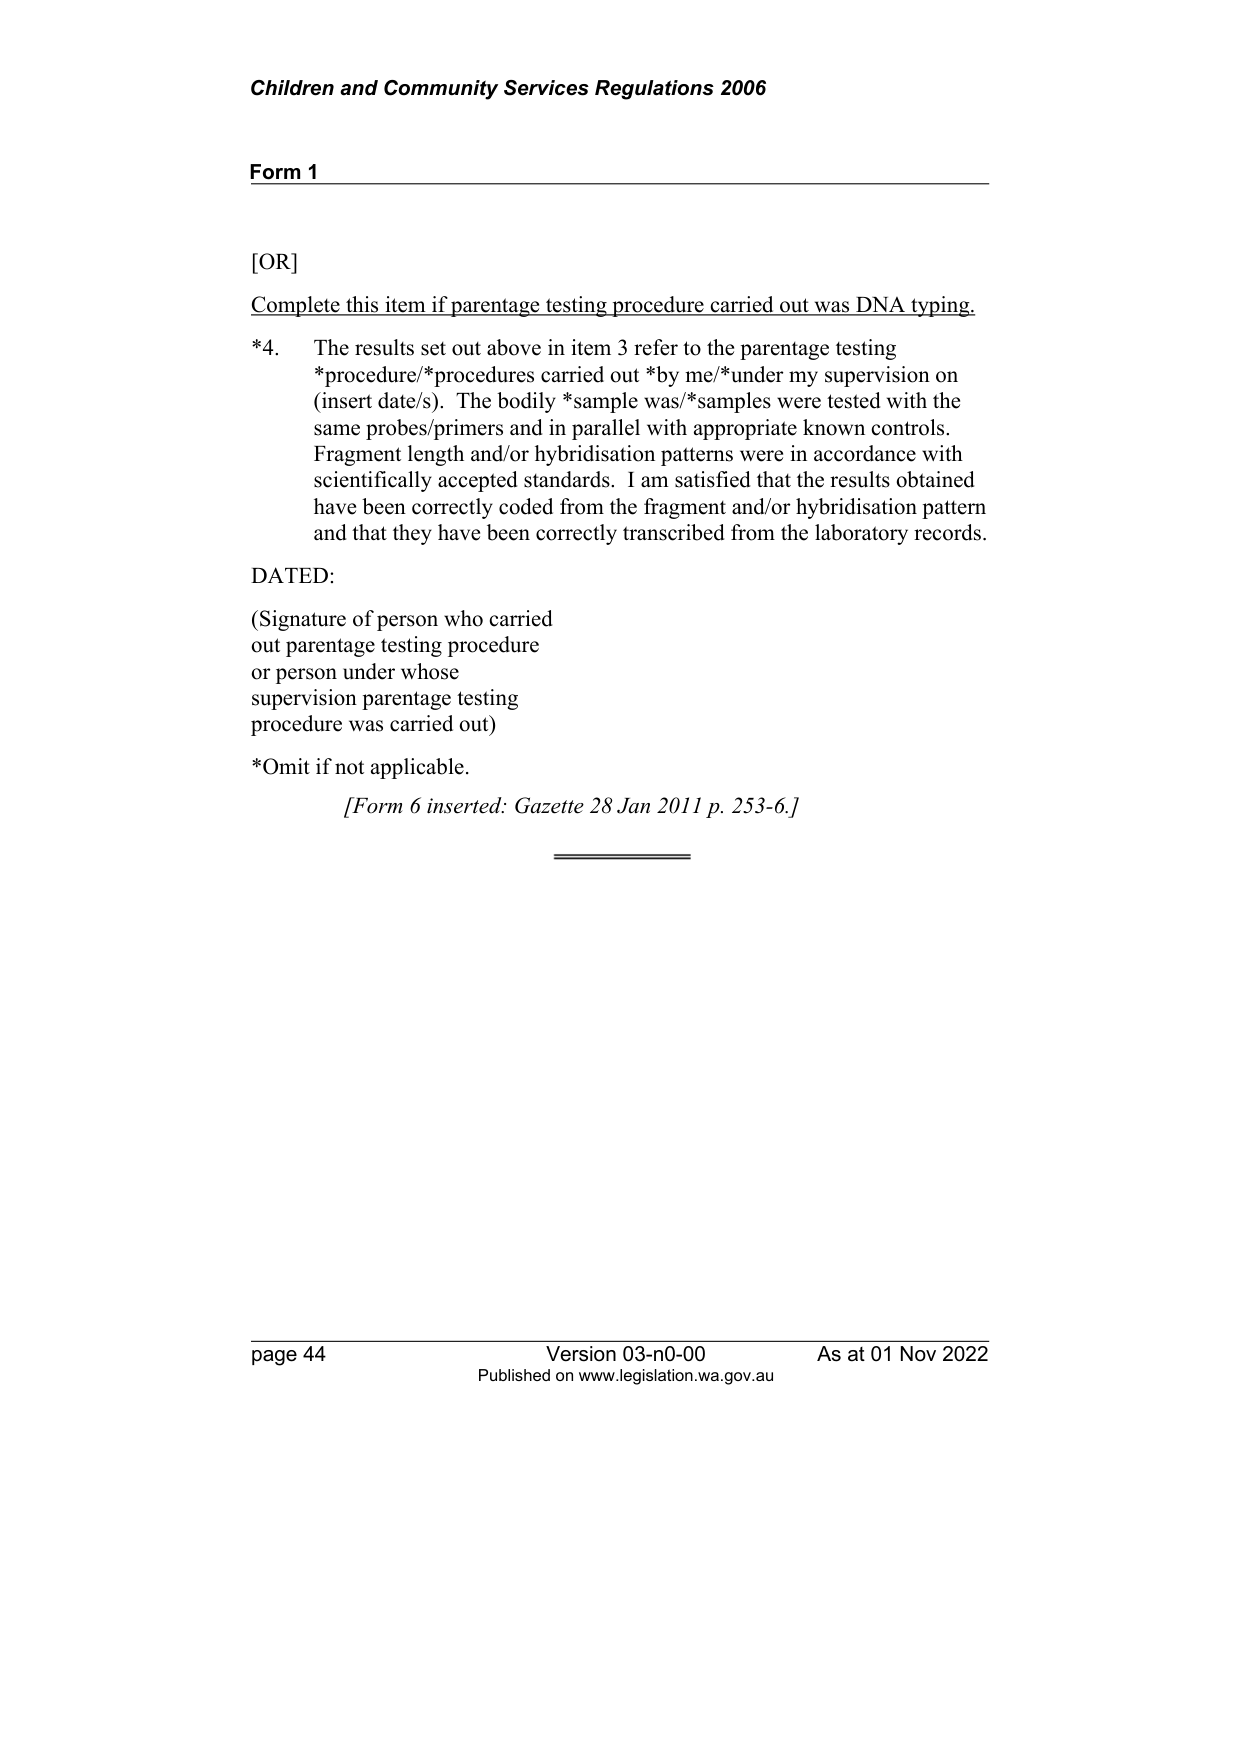 Children and Community Services Regulations 2006
Form 1
[OR]
Complete this item if parentage testing procedure carried out was DNA typing.
*4. The results set out above in item 3 refer to the parentage testing
*procedure/*procedures carried out *by me/*under my supervision on
(insert date/s). The bodily *sample was/*samples were tested with the
same probes/primers and in parallel with appropriate known controls.
Fragment length and/or hybridisation patterns were in accordance with
scientifically accepted standards. I am satisfied that the results obtained
have been correctly coded from the fragment and/or hybridisation pattern
and that they have been correctly transcribed from the laboratory records.
DATED:
(Signature of person who carried
out parentage testing procedure
or person under whose
supervision parentage testing
procedure was carried out)
*Omit if not applicable.
[Form 6 inserted: Gazette 28 Jan 2011 p. 253-6.]
page 44 Version 03-n0-00 As at 01 Nov 2022
Published on www.legislation.wa.gov.au